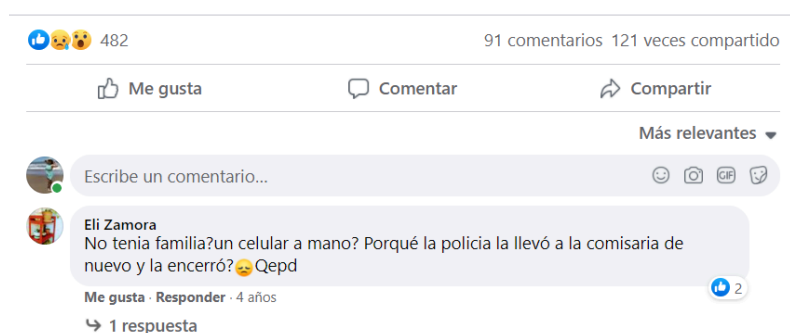 482 91 comentarios 121 veces compartido
Me gusta Comentar Compartir
Más relevantes
Escribe un comentario... GIF
Eli Zamora
No tenia familia?un celular a mano? Porqué la policia la llevó a la comisaria de
nuevo y la encerró?😞Qepd
2
Me gusta · Responder · 4 años
1 respuesta